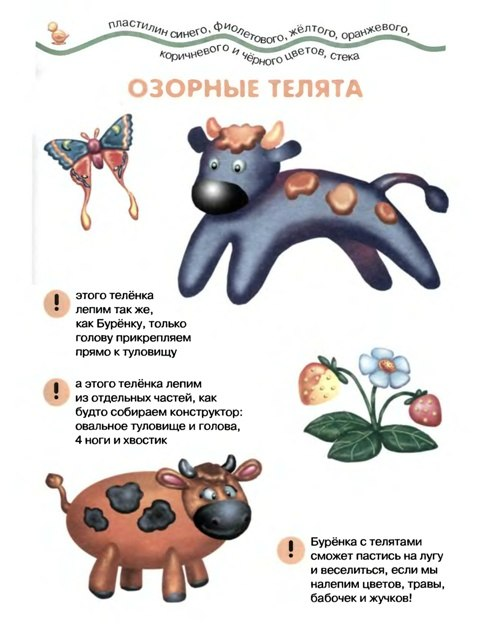 пластилин синего, фиолетового, жёлтого, оранжевого,
коричневого и чёрного цветов, стека
ОЗОРНЫЕ ТЕЛЯТА
! этого телёнка
лепим так же,
как Бурёнку, только
голову прикрепляем
прямо к туловищу
! а этого телёнка лепим
из отдельных частей, как
будто собираем конструктор:
овальное туловище и голова,
4 ноги и хвостик
! Бурёнка с телятами
сможет пастись на лугу
и веселиться, если мы
налепим цветов, травы,
бабочек и жучков!